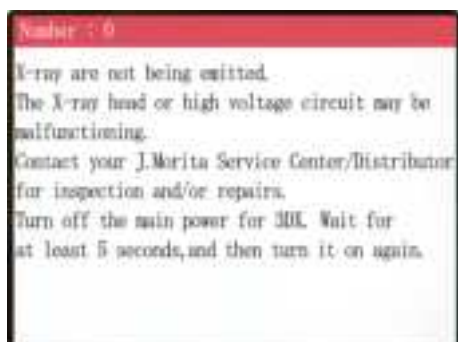 Number : 0
X-ray are not being emitted.
The X-ray head or high voltage circuit may be
malfunctioning.
Contact your J.Morita Service Center/Distributor
for inspection and/or repairs.
Turn off the main power for 3DX. Wait for
at least 5 seconds,and then turn it on again.